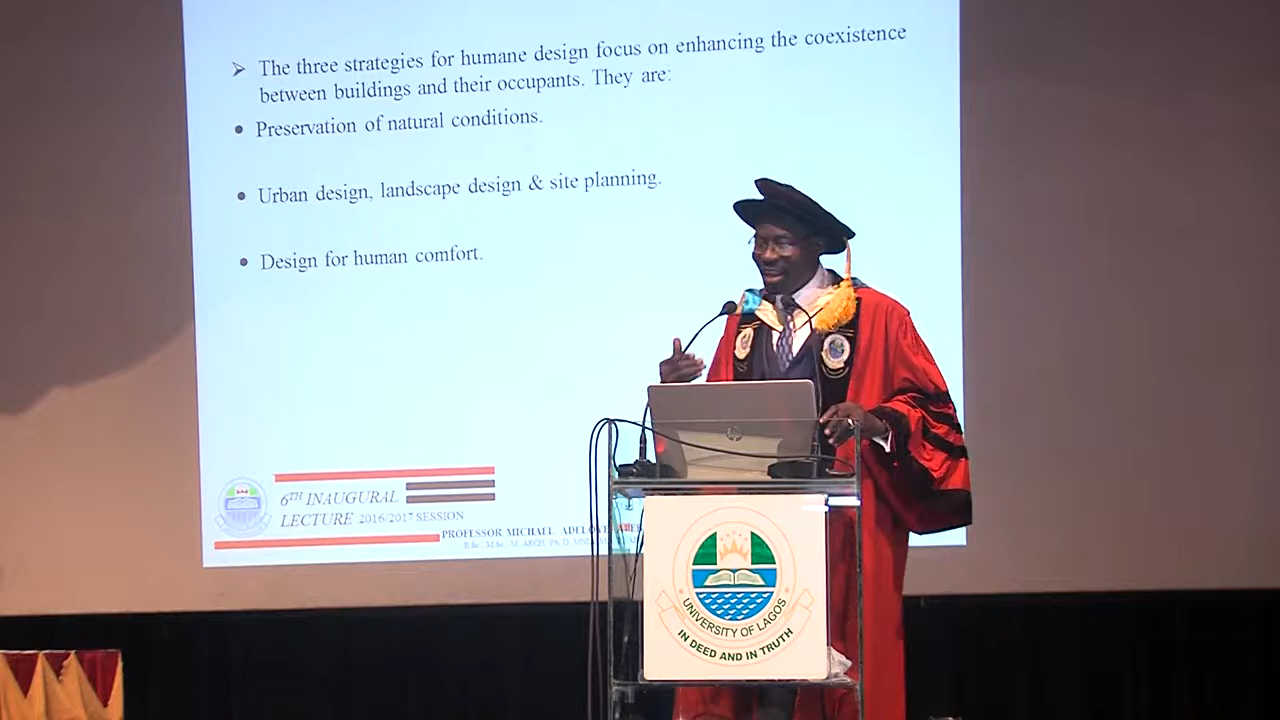 ➢ The three strategies for humane design focus on enhancing the coexistence
between buildings and their occupants. They are:
• Preservation of natural conditions.
• Urban design, landscape design & site planning.
• Design for human comfort.
6TH INAUGURAL
LECTURE 2016/2017 SESSION
PROFESSOR MICHAEL
UNIVERSITY OF LAGOS
IN DEED AND IN TRUTH
hp